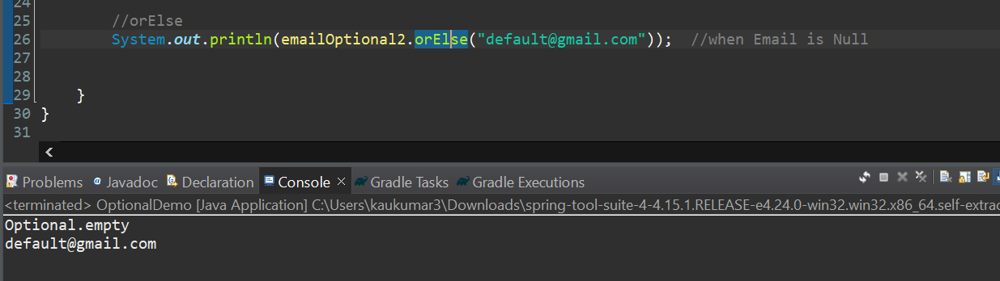 24
25 //orElse
26 System.out.println(emailOptional2.orElse("default@gmail.com")); //when Email is Null
27
28
29 }
30 }
31
<
Problems @ Javadoc Declaration Console × Gradle Tasks Gradle Executions
<terminated> OptionalDemo [Java Application] C:\Users\kaukumar3\Downloads\spring-tool-suite-4-4.15.1.RELEASE-e4.24.0-win32.win32.x86_64.self-extrac
Optional.empty
default@gmail.com